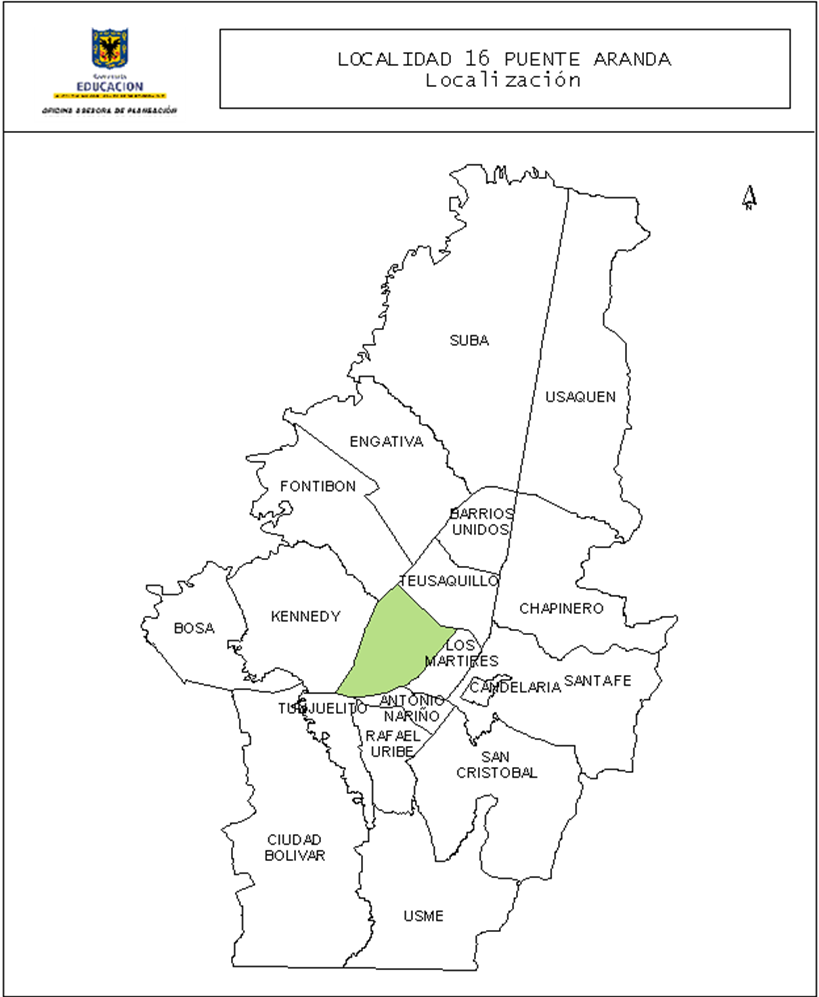 LOCALIDAD 16 PUENTE ARANDA
Localización
EDUCACION
OFICINA ASESORA DE PLANEACIÓN
N
SUBA
USAQUEN
ENGATIVA
FONTIBON
BARRIOS
UNIDOS
TEUSAQUILLO
CHAPINERO
KENNEDY
BOSA
LOS
MARTIRES
CANDELARIA
SANTAFE
TUNJUELITO
ANTONIO
NARIÑO
RAFAEL
URIBE
SAN
CRISTOBAL
CIUDAD
BOLIVAR
USME